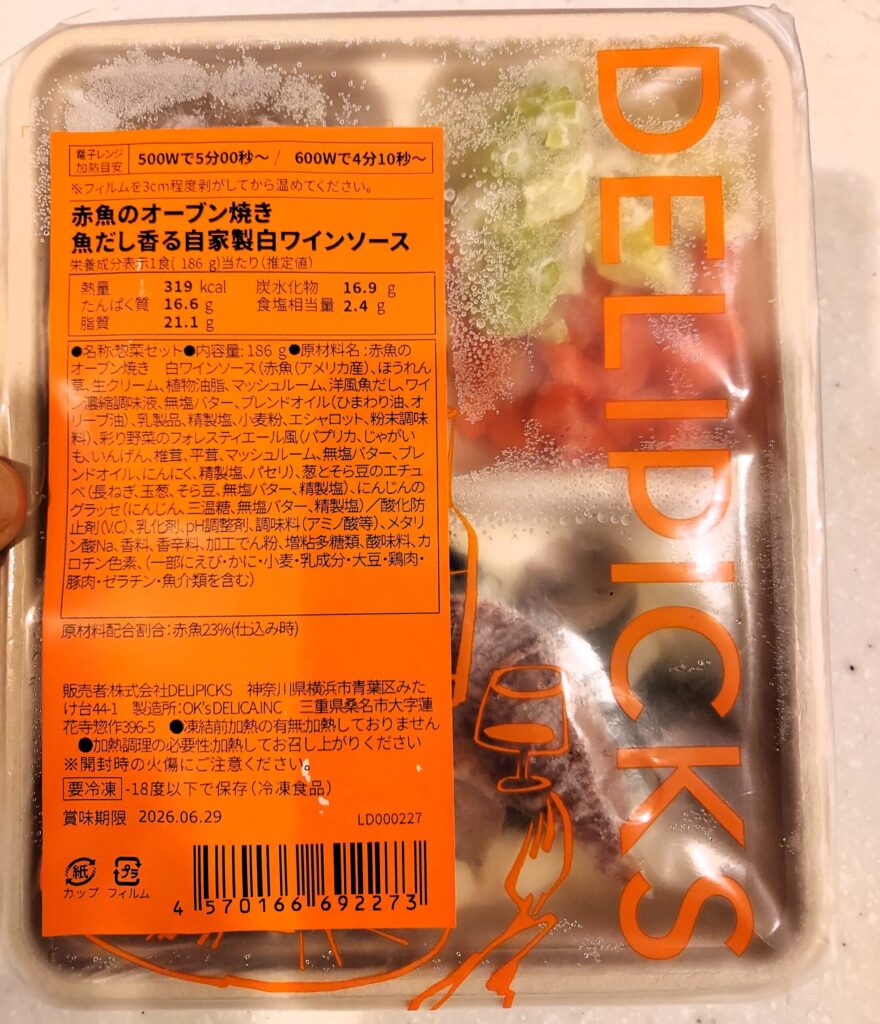 電子レンジ
加熱目安
500Wで5分00秒～ / 600Wで4分10秒～
※フィルムを3cm程度剥がしてから温めてください。
赤魚のオーブン焼き
魚だし香る自家製白ワインソース
栄養成分表示1食( 186 g)当たり(推定値)
熱量 319 kcal 炭水化物 16.9 g
たんぱく質 16.6 g 食塩相当量 2.4 g
脂質 21.1 g
●名称:惣菜セット●内容量: 186 g●原材料名:赤魚の
オーブン焼き 白ワインソース(赤魚(アメリカ産)、ほうれん
草、生クリーム、植物油脂、マッシュルーム、洋風魚だし、ワイ
ン濃縮調味液、無塩バター、ブレンドオイル(ひまわり油、オ
リーブ油)、乳製品、精製塩、小麦粉、エシャロット、粉末調味
料)、彩り野菜のフォレスティエール風(パプリカ、じゃがい
も、いんげん、椎茸、平茸、マッシュルーム、無塩バター、ブレ
ンドオイル、にんにく、精製塩、パセリ)、葱とそら豆のエチュ
ベ(長ねぎ、玉葱、そら豆、無塩バター、精製塩)、にんじんの
グラッセ(にんじん、三温糖、無塩バター、精製塩)/酸化防
止剤(V.C)、乳化剤、pH調整剤、調味料(アミノ酸等)、メタリ
ン酸Na、香料、香辛料、加工でん粉、増粘多糖類、酸味料、カ
ロチン色素、(一部にえび・かに・小麦・乳成分・大豆・鶏肉・
豚肉・ゼラチン・魚介類を含む)
原材料配合割合:赤魚23%(仕込み時)
販売者:株式会社DELIPICKS 神奈川県横浜市青葉区みた
け台44-1 製造所:OK's DELICA.INC 三重県桑名市大字蓮
花寺惣作396-5 ●凍結前加熱の有無:加熱しておりません
●加熱調理の必要性:加熱してお召し上がりください
※開封時の火傷にご注意ください。
要冷凍 -18度以下で保存(冷凍食品)
賞味期限 2026.06.29 LD000227
紙 プラ
カップ フィルム
4 570166 692273
DELIPICKS